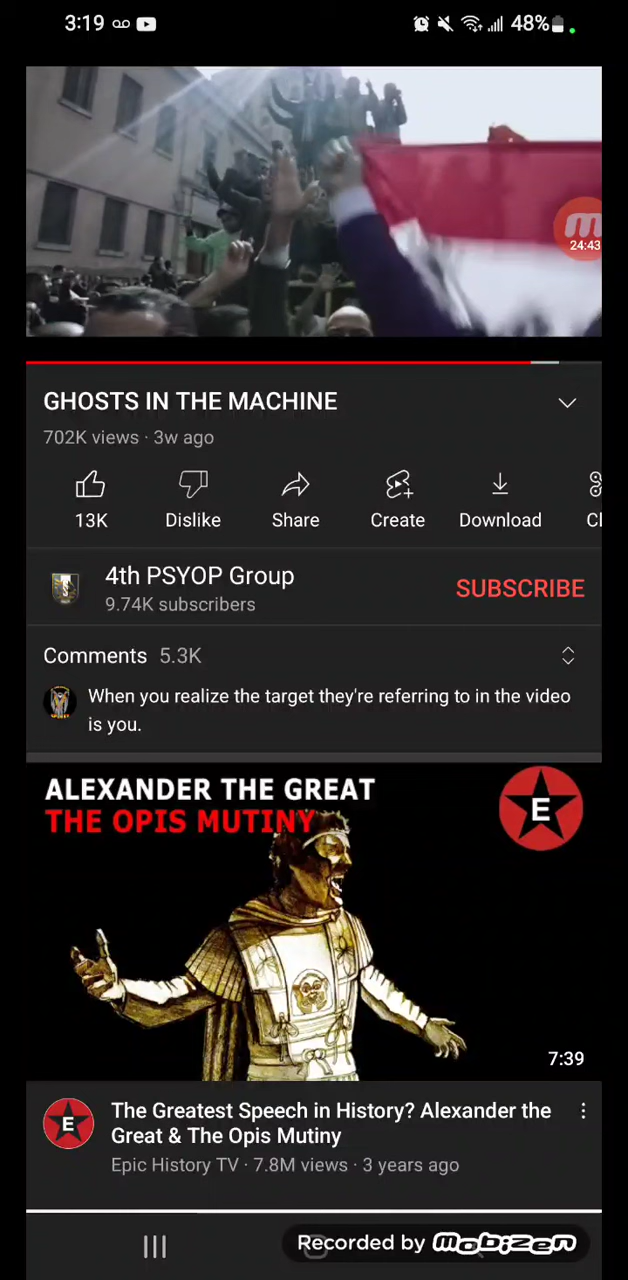 3:19
48%
24:43
GHOSTS IN THE MACHINE
702K views · 3w ago
13K Dislike Share Create Download Cl
4th PSYOP Group
9.74K subscribers
SUBSCRIBE
Comments 5.3K
When you realize the target they're referring to in the video
is you.
ALEXANDER THE GREAT
THE OPIS MUTINY
E
7:39
E
The Greatest Speech in History? Alexander the
Great & The Opis Mutiny
Epic History TV · 7.8M views · 3 years ago
Recorded by mobizen